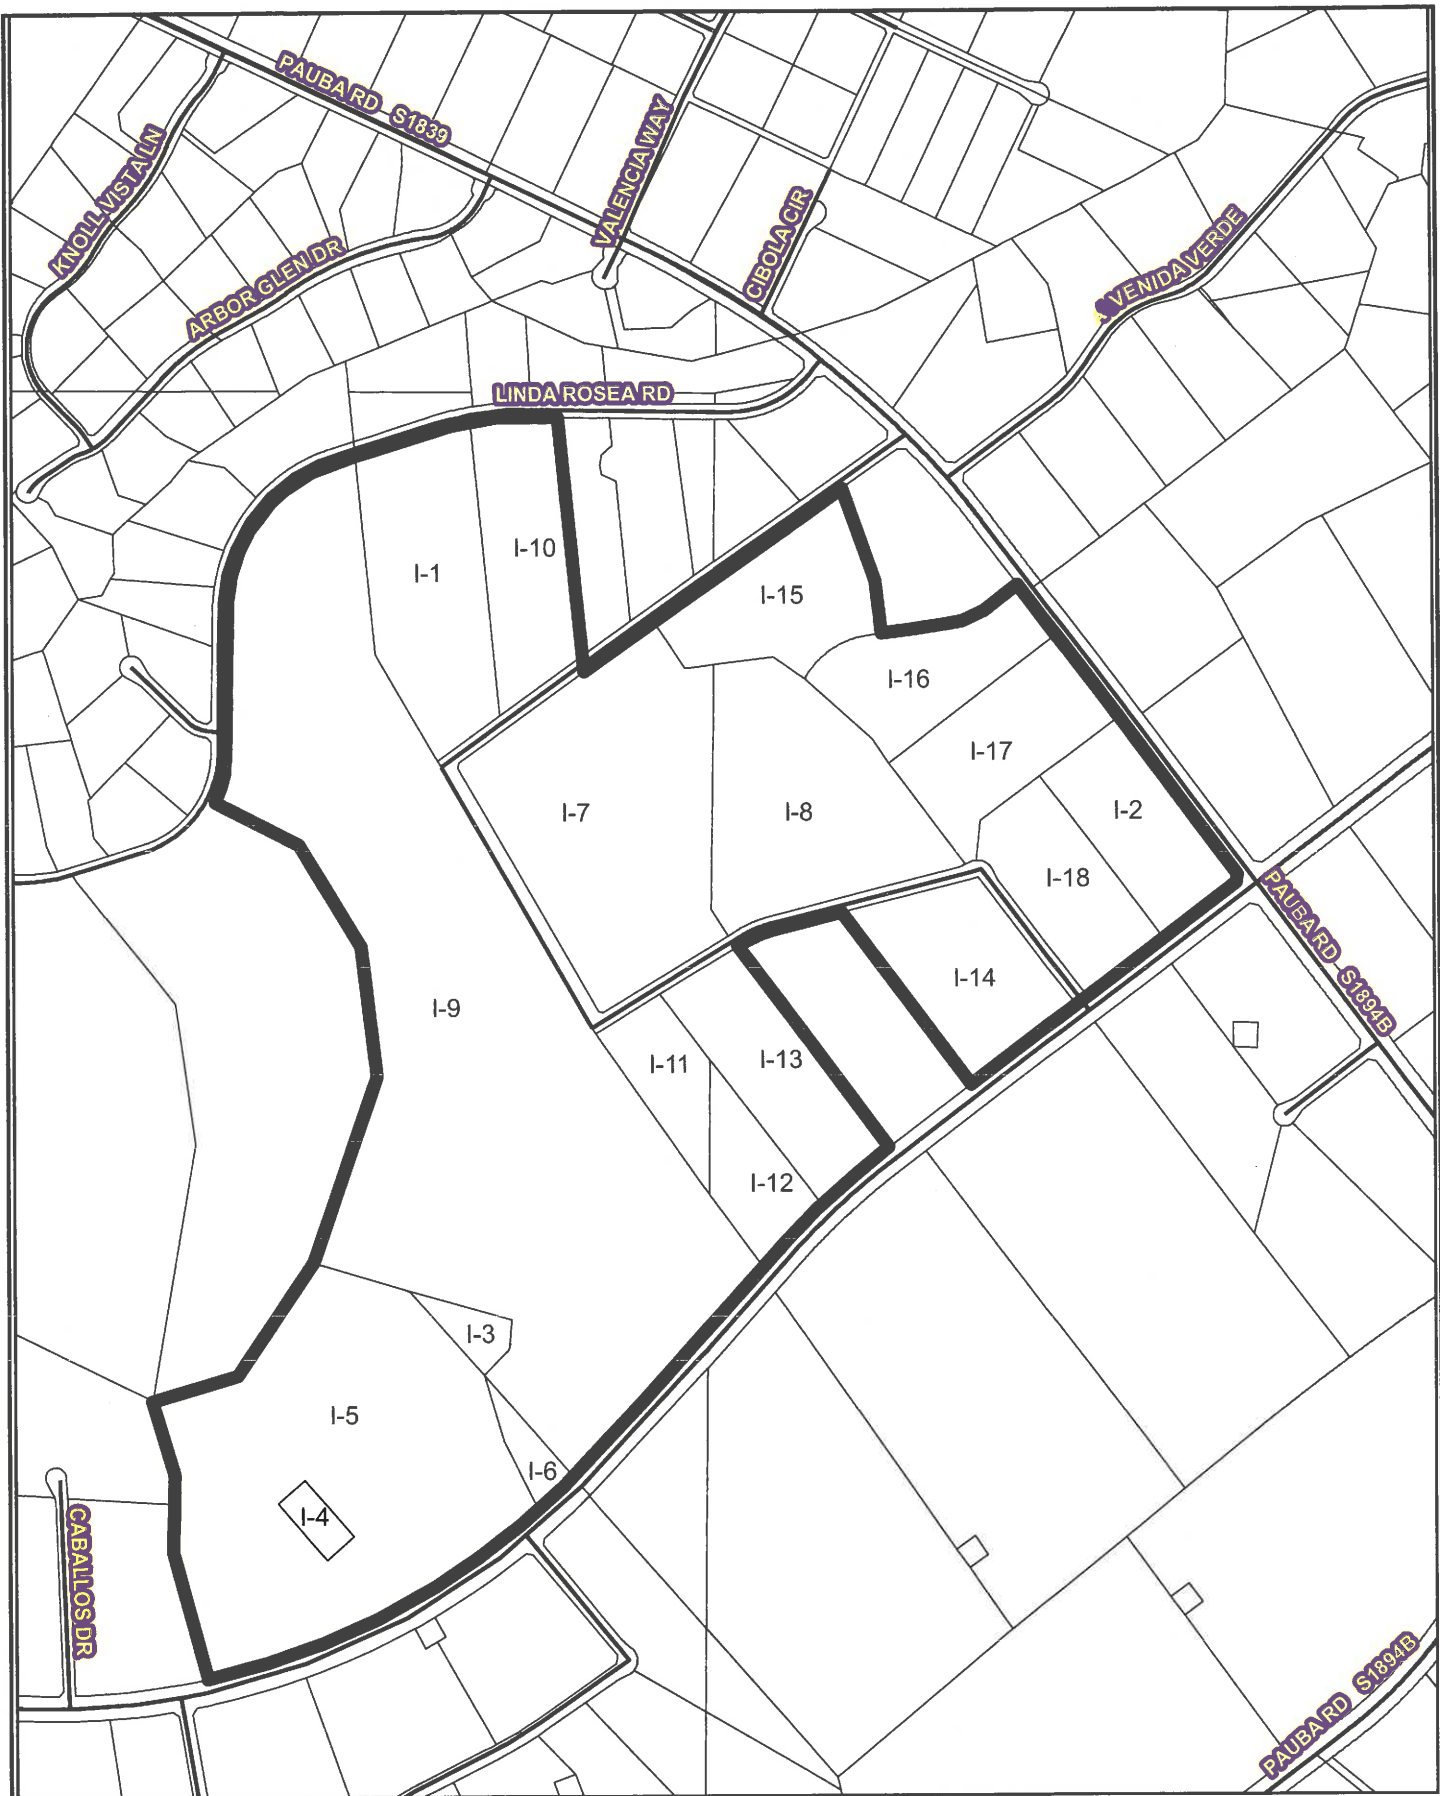 PAUBA RD S1839
KNOLL VISTA LN
VALENCIA WAY
CIBOLA CIR
ARBOR GLEN DR
AVENIDA VERDE
LINDA ROSEA RD
I-10
I-1
I-15
I-16
I-17
I-7
I-8
I-2
I-18
PAUBA RD S1894B
I-14
I-9
I-11
I-13
I-12
I-3
I-5
I-6
I-4
CABALLOS DR
PAUBA RD S1894B